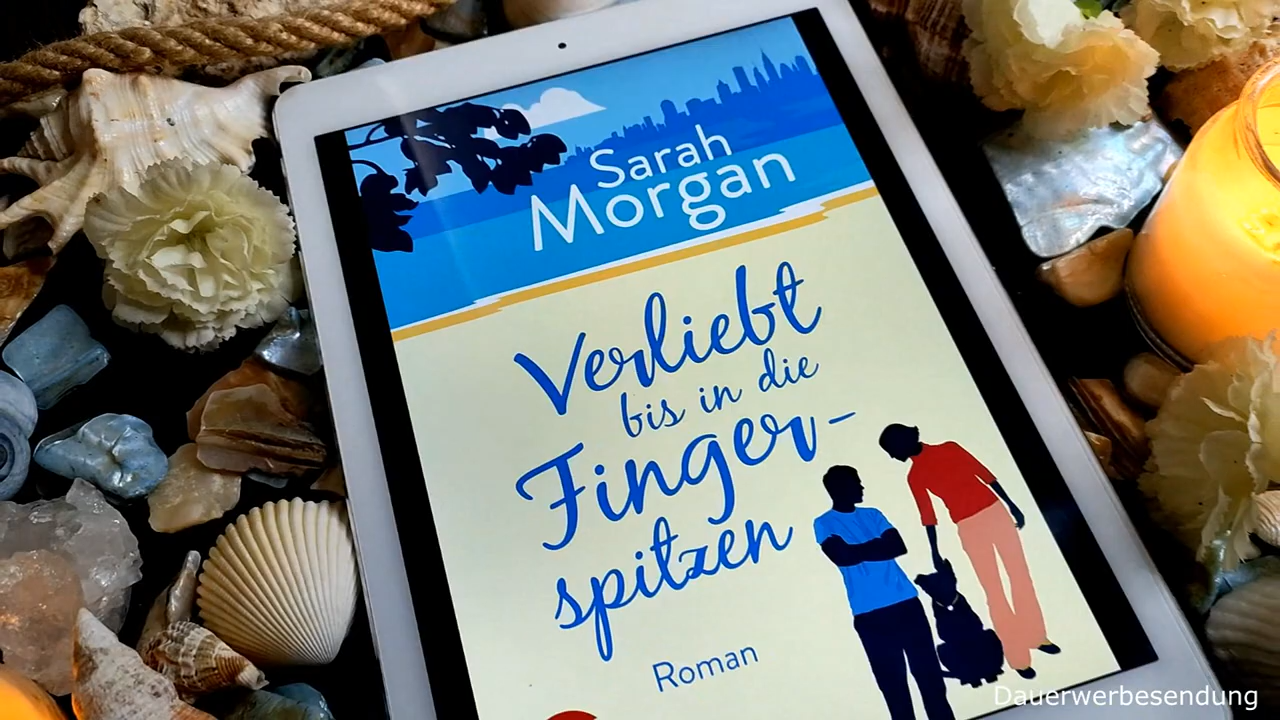 Sarah
Morgan
Verliebt
bis in die
Finger-
spitzen
Roman
Dauerwerbesendung